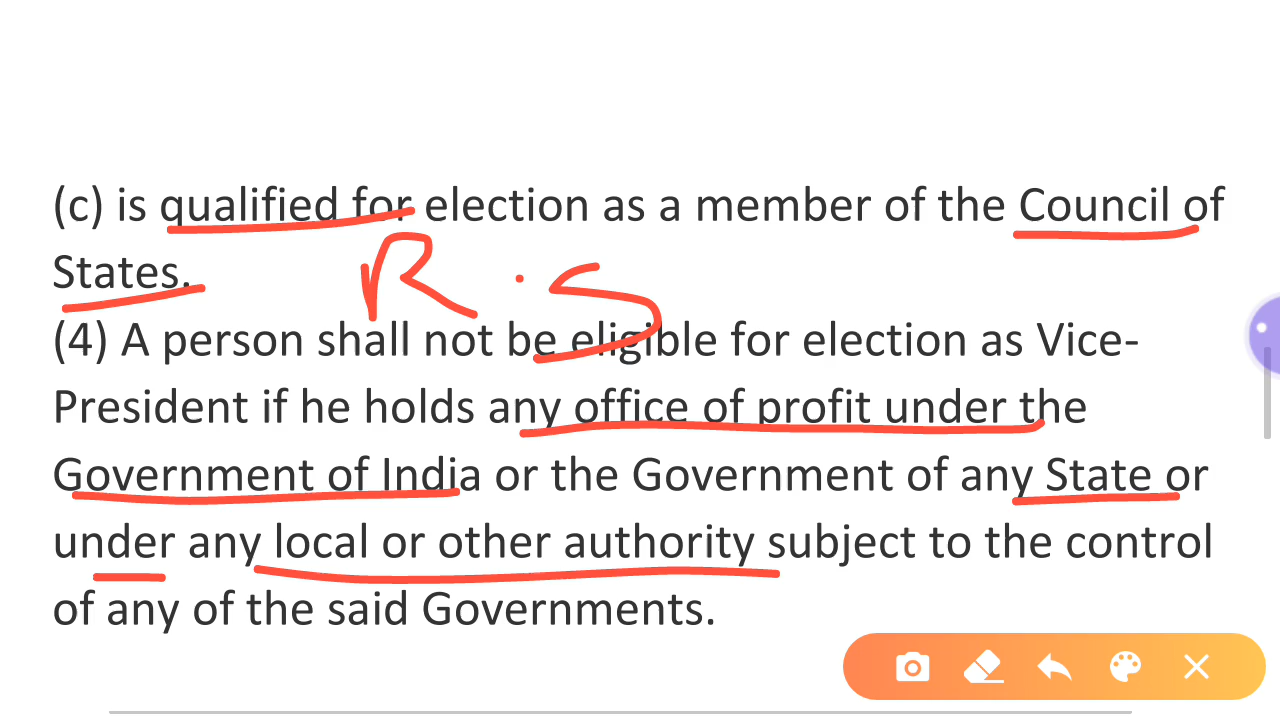 (c) is qualified for election as a member of the Council of
States.
R.S
(4) A person shall not be eligible for election as Vice-
President if he holds any office of profit under the
Government of India or the Government of any State or
under any local or other authority subject to the control
of any of the said Governments.